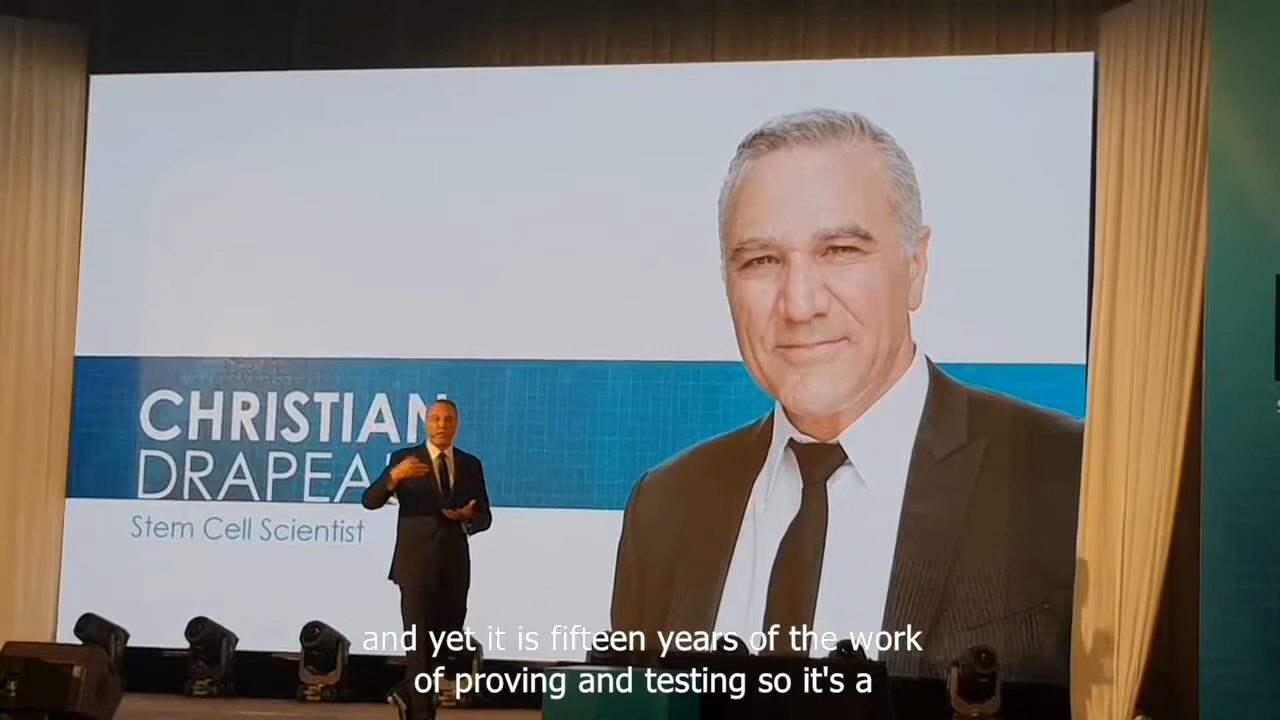 CHRISTIAN
DRAPEA
Stem Cell Scientist
and yet it is fifteen years of the work
of proving and testing so it's a